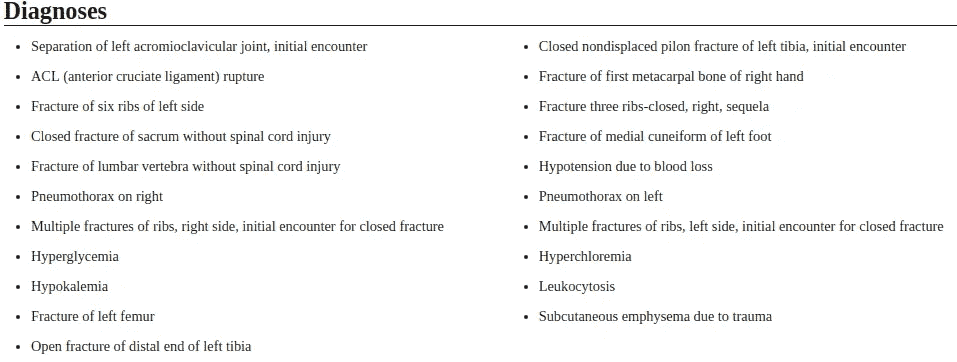 Diagnoses
• Separation of left acromioclavicular joint, initial encounter
• ACL (anterior cruciate ligament) rupture
• Fracture of six ribs of left side
• Closed fracture of sacrum without spinal cord injury
• Fracture of lumbar vertebra without spinal cord injury
• Pneumothorax on right
• Multiple fractures of ribs, right side, initial encounter for closed fracture
• Hyperglycemia
• Hypokalemia
• Fracture of left femur
• Open fracture of distal end of left tibia
• Closed nondisplaced pilon fracture of left tibia, initial encounter
• Fracture of first metacarpal bone of right hand
• Fracture three ribs-closed, right, sequela
• Fracture of medial cuneiform of left foot
• Hypotension due to blood loss
• Pneumothorax on left
• Multiple fractures of ribs, left side, initial encounter for closed fracture
• Hyperchloremia
• Leukocytosis
• Subcutaneous emphysema due to trauma